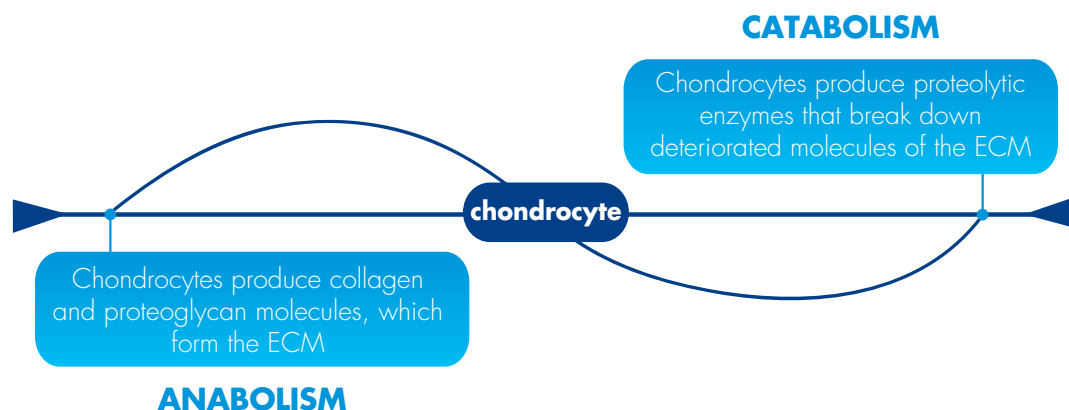 CATABOLISM
Chondrocytes produce proteolytic
enzymes that break down
deteriorated molecules of the ECM
chondrocyte
Chondrocytes produce collagen
and proteoglycan molecules, which
form the ECM
ANABOLISM